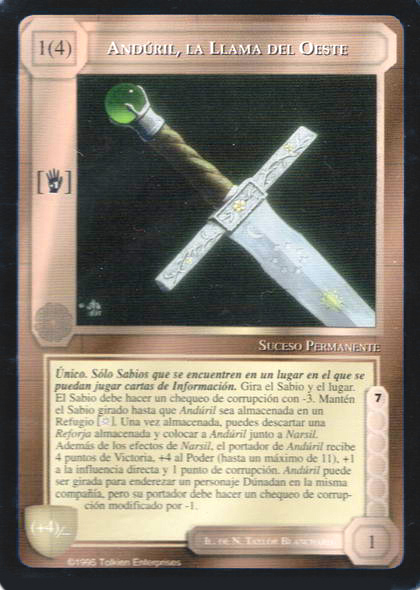 1(4)
ANDÚRIL, LA LLAMA DEL OESTE
SUCESO PERMANENTE
Único. Sólo Sabios que se encuentren en un lugar en el que se
puedan jugar cartas de Información. Gira el Sabio y el lugar.
El Sabio debe hacer un chequeo de corrupción con -3. Mantén
el Sabio girado hasta que Andúril sea almacenada en un
Refugio [ ]. Una vez almacenada, puedes descartar una
Reforja almacenada y colocar a Andúril junto a Narsil.
Además de los efectos de Narsil, el portador de Andúril recibe
4 puntos de Victoria, +4 al Poder (hasta un máximo de 11), +1
a la influencia directa y 1 punto de corrupción. Andúril puede
ser girada para enderezar un personaje Dúnadan en la misma
compañía, pero su portador debe hacer un chequeo de corrup-
ción modificado por -1.
7
(+4)/–
IL. DE N. TAYLOR BLANCHARD
1
©1996 Tolkien Enterprises